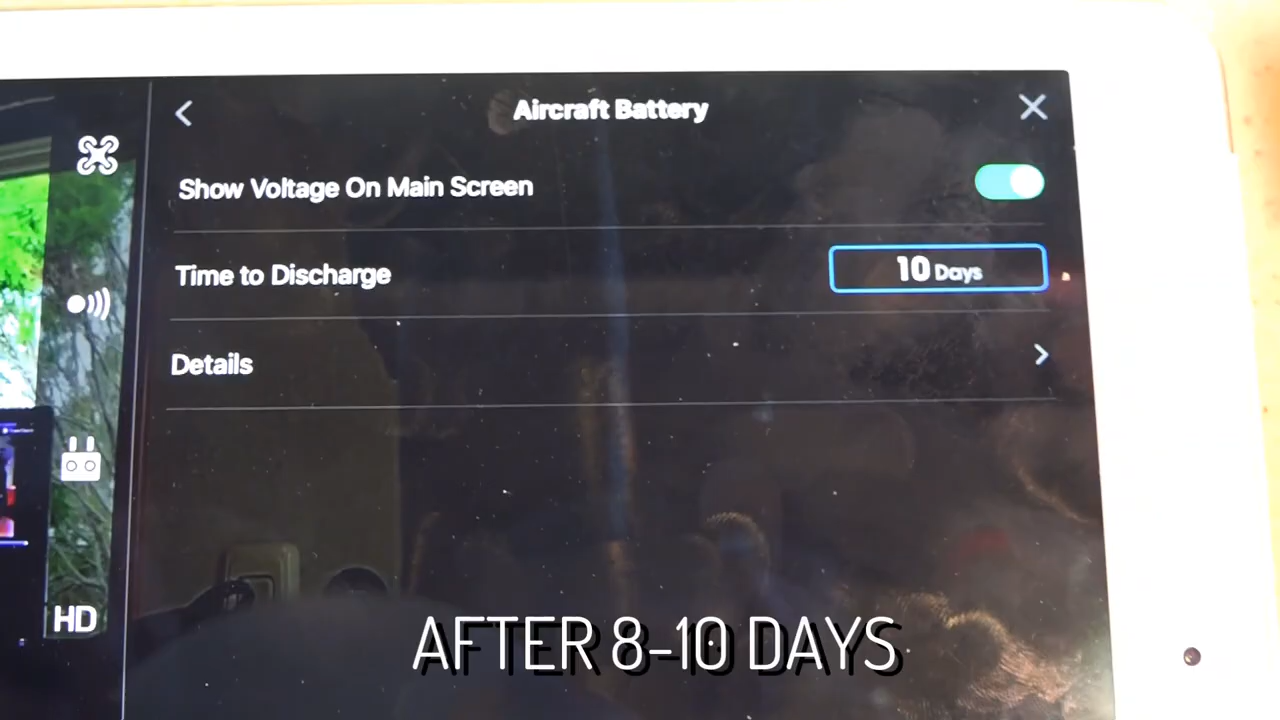 Aircraft Battery
Show Voltage On Main Screen
Time to Discharge
10 Days
Details
HD
AFTER 8-10 DAYS